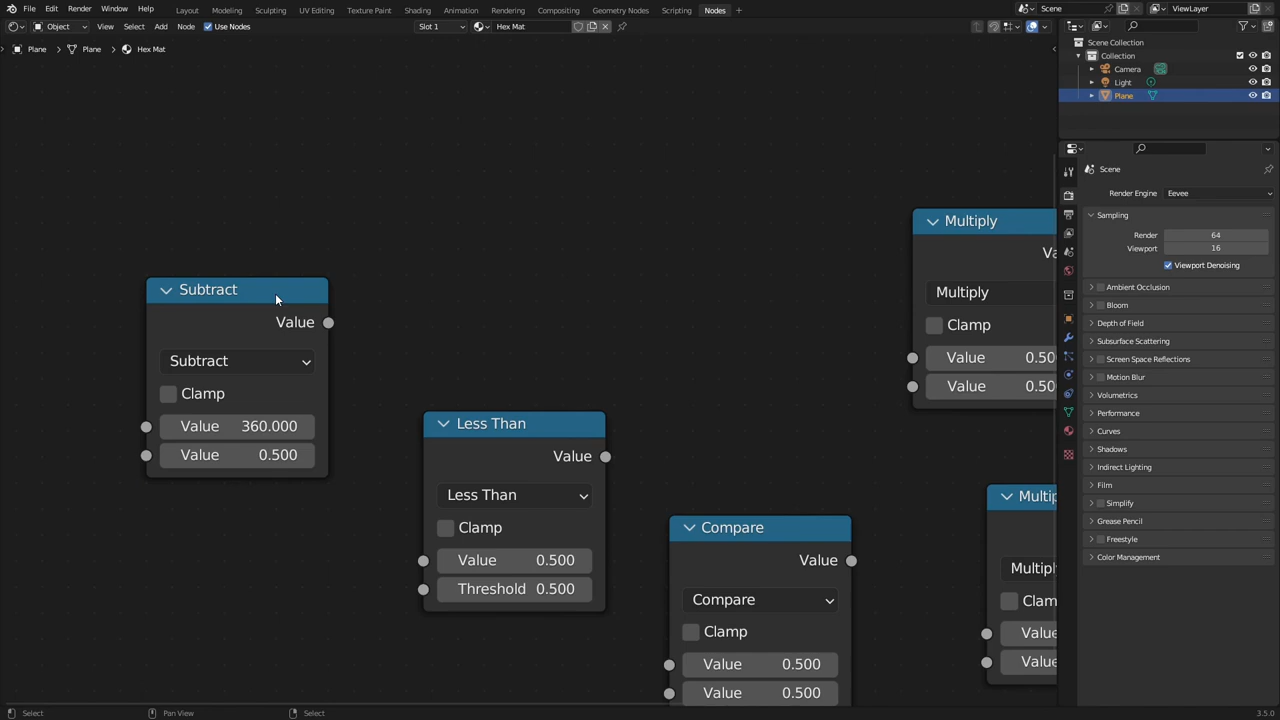 File Edit Render Window Help Layout Modeling Sculpting UV Editing Texture Paint Shading Animation Rendering Compositing Geometry Nodes Scripting Nodes Scene ViewLayer
Object View Select Add Node Use Nodes Slot 1 Hex Mat
Plane > Plane > Hex Mat
Scene Collection
Collection
Camera
Light
Plane
Scene
Render Engine Eevee
Sampling
Render 64
Viewport 16
Viewport Denoising
Ambient Occlusion
Bloom
Depth of Field
Subsurface Scattering
Screen Space Reflections
Motion Blur
Volumetrics
Performance
Curves
Shadows
Indirect Lighting
Film
Simplify
Grease Pencil
Freestyle
Color Management
Subtract
Value
Subtract
Clamp
Value 360.000
Value 0.500
Less Than
Value
Less Than
Clamp
Value 0.500
Threshold 0.500
Compare
Value
Compare
Clamp
Value 0.500
Value 0.500
Multiply
Va
Multiply
Clamp
Value 0.50
Value 0.50
Multip
Multipl
Clam
Value
Value
Select Pan View Select 3.5.0